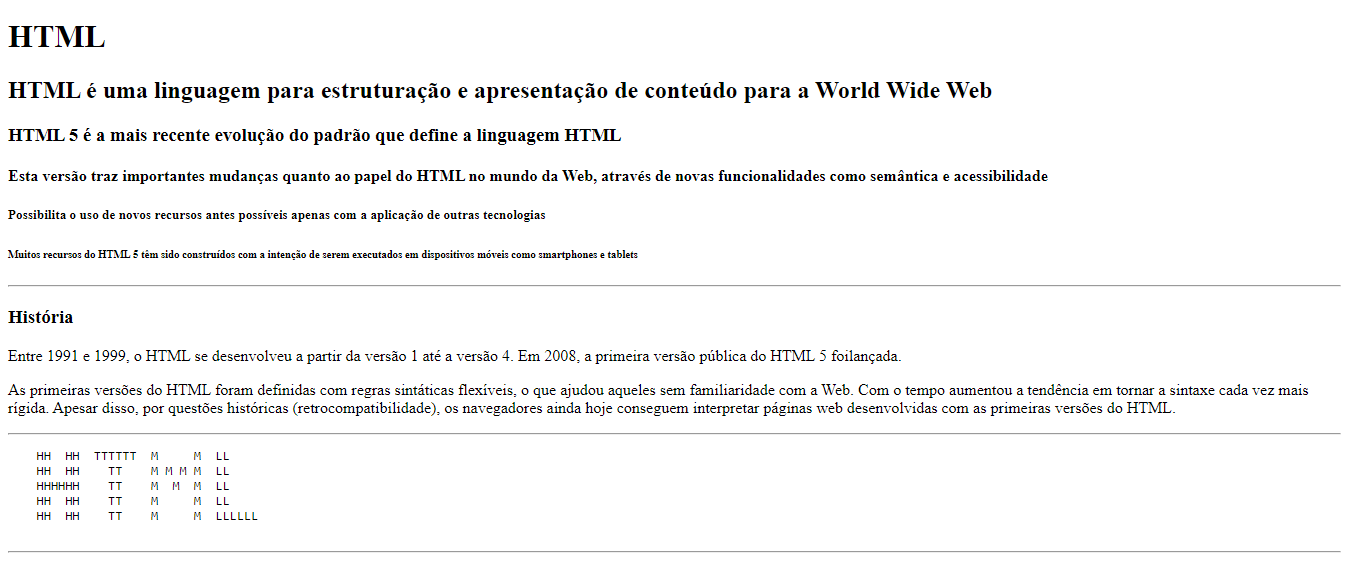 HTML
HTML é uma linguagem para estruturação e apresentação de conteúdo para a World Wide Web
HTML 5 é a mais recente evolução do padrão que define a linguagem HTML
Esta versão traz importantes mudanças quanto ao papel do HTML no mundo da Web, através de novas funcionalidades como semântica e acessibilidade
Possibilita o uso de novos recursos antes possíveis apenas com a aplicação de outras tecnologias
Muitos recursos do HTML 5 têm sido construídos com a intenção de serem executados em dispositivos móveis como smartphones e tablets
História
Entre 1991 e 1999, o HTML se desenvolveu a partir da versão 1 até a versão 4. Em 2008, a primeira versão pública do HTML 5 foilançada.
As primeiras versões do HTML foram definidas com regras sintáticas flexíveis, o que ajudou aqueles sem familiaridade com a Web. Com o tempo aumentou a tendência em tornar a sintaxe cada vez mais
rígida. Apesar disso, por questões históricas (retrocompatibilidade), os navegadores ainda hoje conseguem interpretar páginas web desenvolvidas com as primeiras versões do HTML.
HH  HH  TTTTTT  M     M  LL
HH  HH    TT    M M M M  LL
HHHHHH    TT    M  M  M  LL
HH  HH    TT    M     M  LL
HH  HH    TT    M     M  LLLLLL